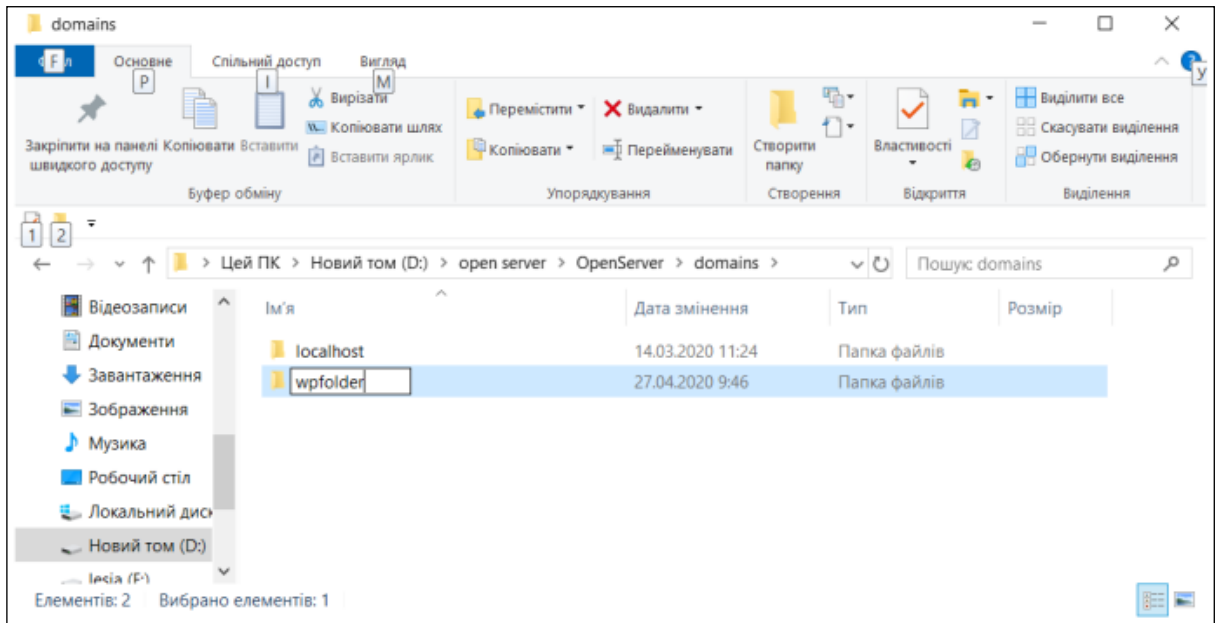 domains
F л Основне Спільний доступ Вигляд
P I M У
Закріпити на панелі швидкого доступу
Копіювати
Вставити
Вирізати
Копіювати шлях
Вставити ярлик
Буфер обміну
Перемістити
Копіювати
Видалити
Перейменувати
Упорядкування
Створити папку
Створення
Властивості
Відкриття
Виділити все
Скасувати виділення
Обернути виділення
Виділення
1 2
Цей ПК > Новий том (D:) > open server > OpenServer > domains >
Пошук: domains
Відеозаписи
Документи
Завантаження
Зображення
Музика
Робочий стіл
Локальний диск
Новий том (D:)
lesia (F:)
Ім'я Дата змінення Тип Розмір
localhost 14.03.2020 11:24 Папка файлів
wpfolder 27.04.2020 9:46 Папка файлів
Елементів: 2 Вибрано елементів: 1